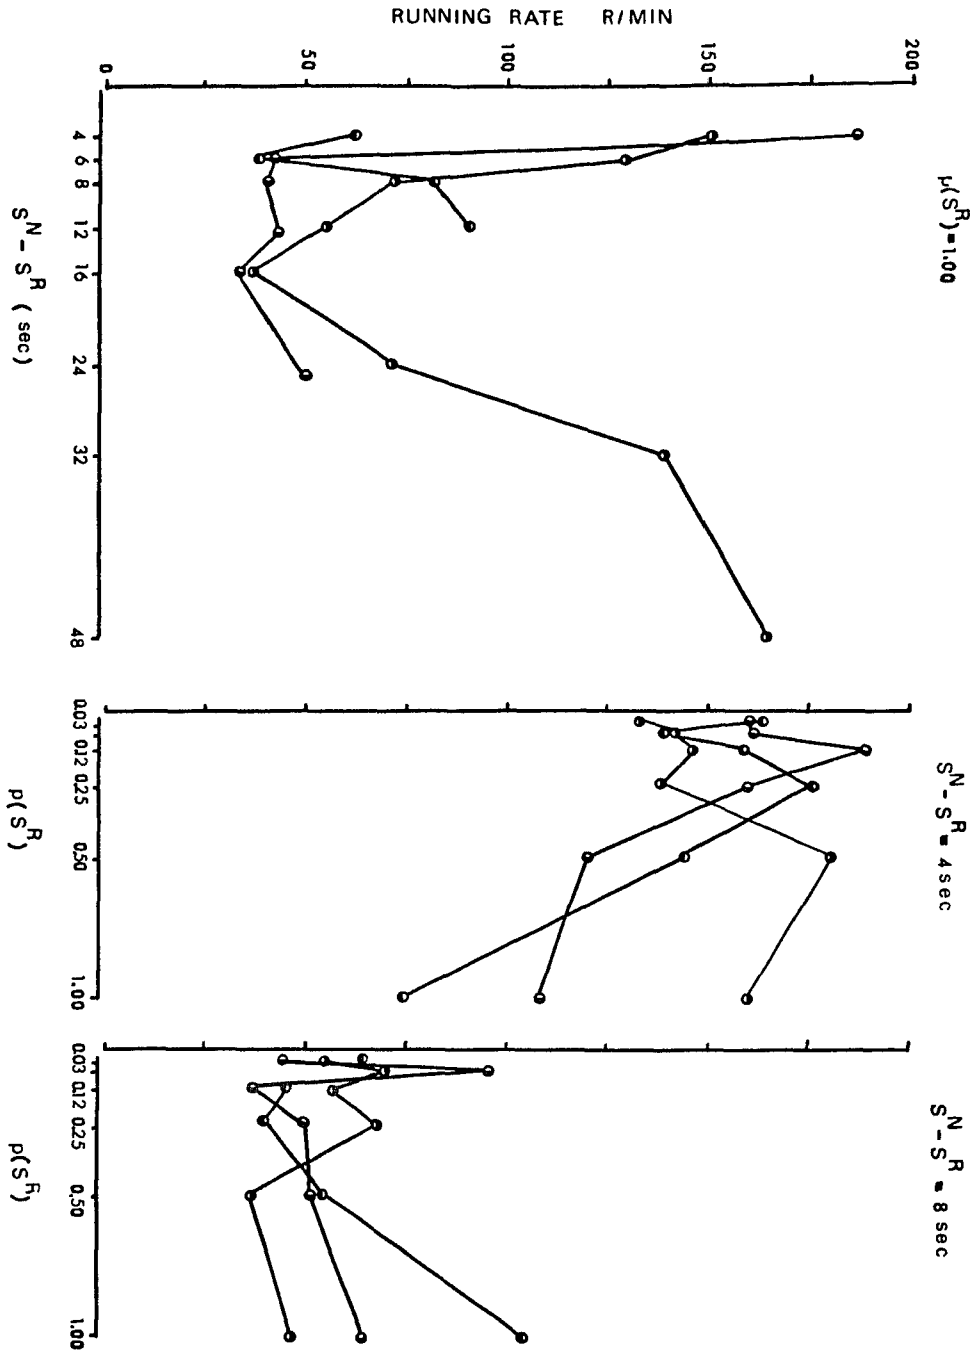 RUNNING RATE R/MIN
0 50 100 150 200
p(S^R)=1.00
4 6 8 12 16 24 32 48
S^N - S^R (sec)
S^N - S^R = 4 sec
0.03 0.12 0.25 0.50 1.00
p(S^R)
S^N - S^R = 8 sec
0.03 0.12 0.25 0.50 1.00
p(S^R)